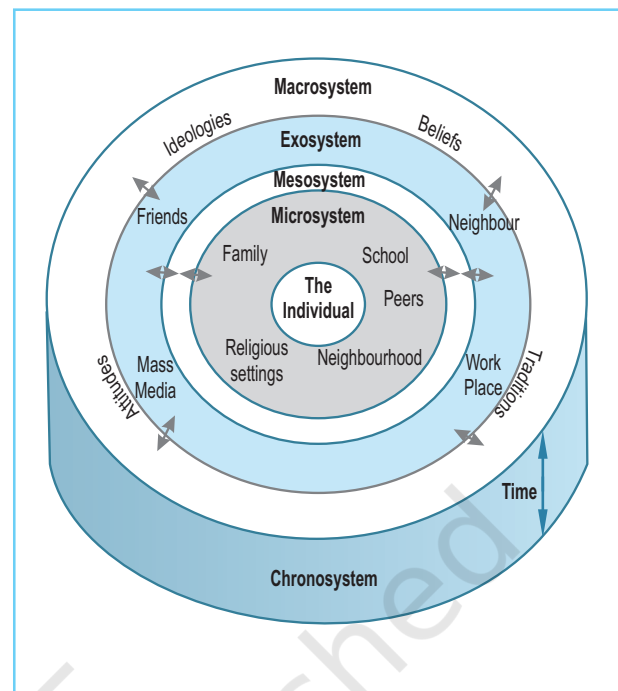 Macrosystem
Ideologies
Beliefs
Exosystem
Mesosystem
Friends
Microsystem
Neighbour
Family
School
The
Individual
Peers
Religious
settings
Neighbourhood
Mass
Media
Work
Place
Attitudes
Traditions
Time
Chronosystem
shed